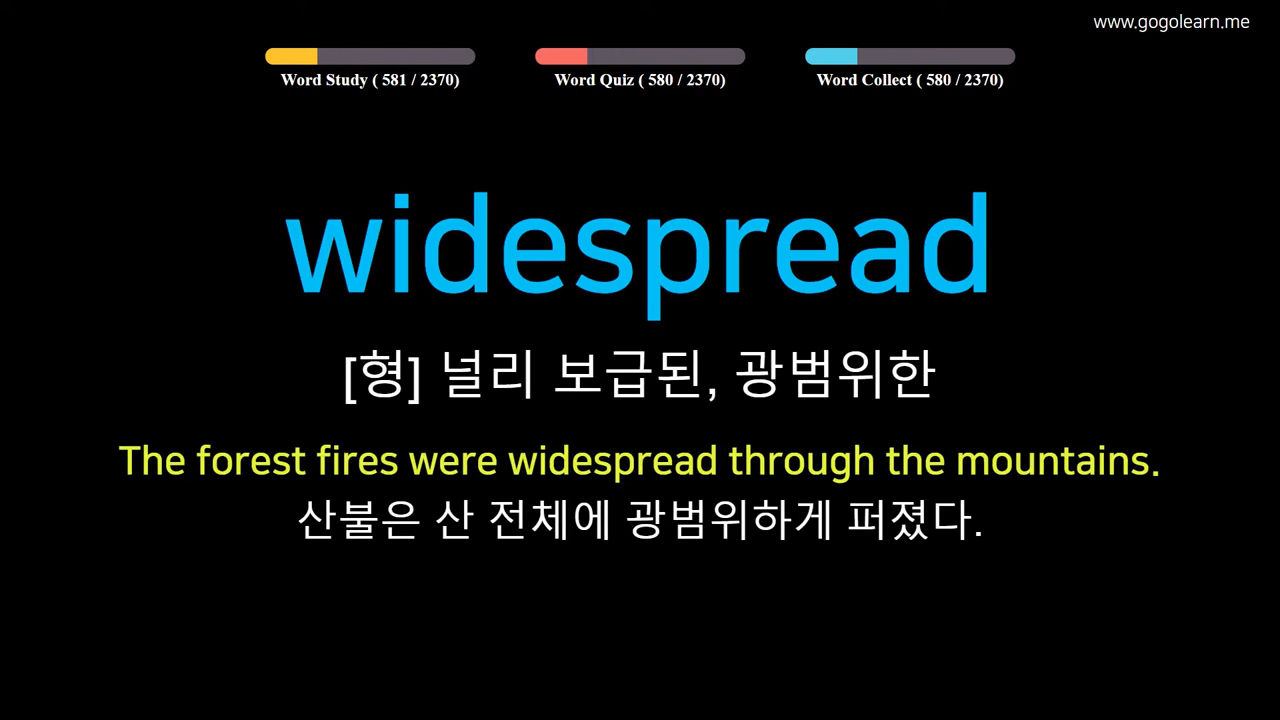 www.gogolearn.me
Word Study ( 581 / 2370)
Word Quiz ( 580 / 2370)
Word Collect ( 580 / 2370)
widespread
[형] 널리 보급된, 광범위한
The forest fires were widespread through the mountains.
산불은 산 전체에 광범위하게 퍼졌다.